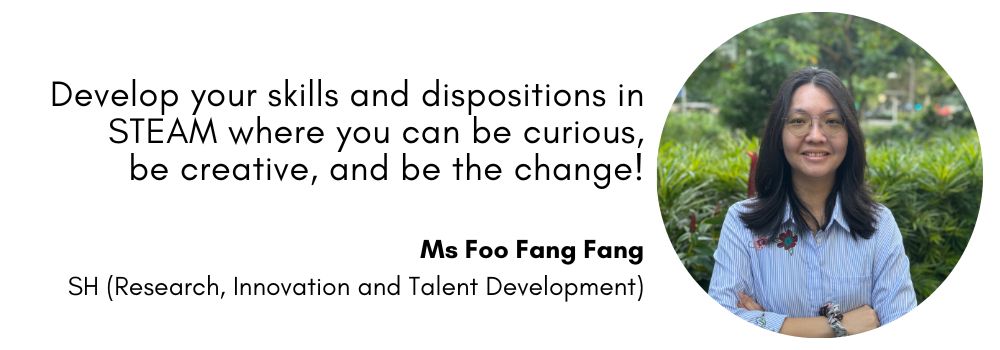 Develop your skills and dispositions in
STEAM where you can be curious,
be creative, and be the change!
Ms Foo Fang Fang
SH (Research, Innovation and Talent Development)